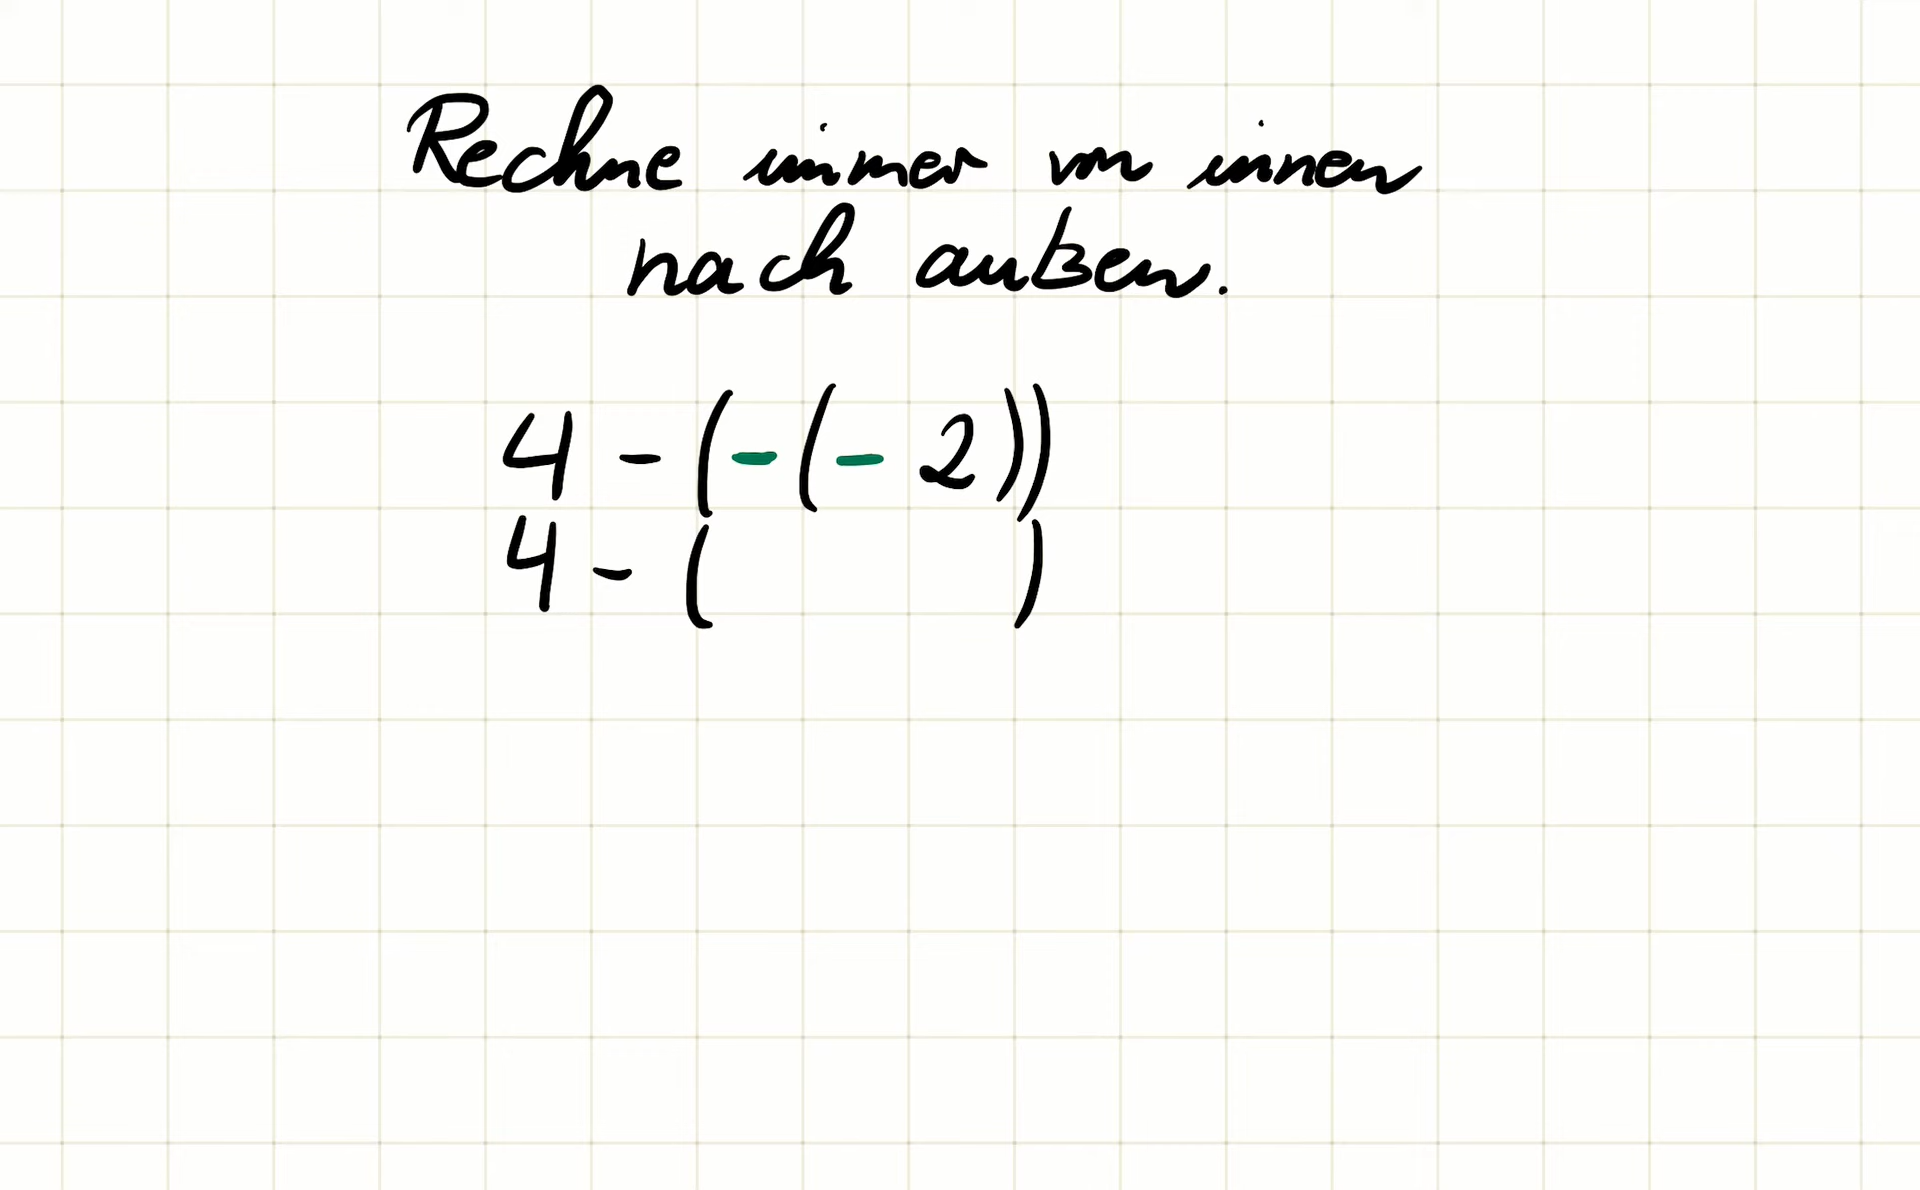 Rechne immer von innen
nach außen.
4 - (-(- 2))
4 - ( )